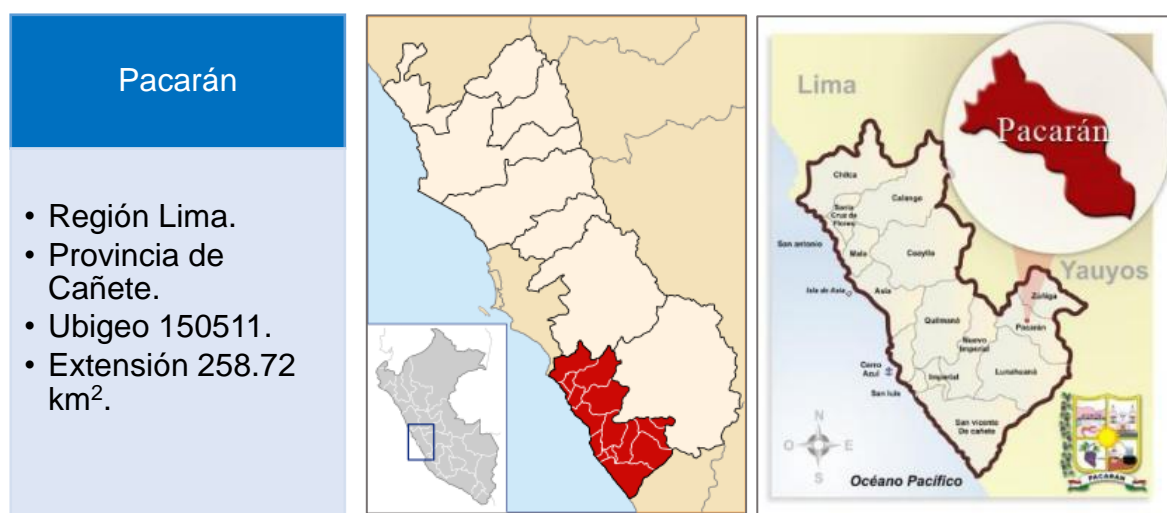 Pacarán
• Región Lima.
• Provincia de
Cañete.
• Ubigeo 150511.
• Extensión 258.72
km².
Lima
Pacarán
Chilca
Calango
Santa
Cruz de
Flores
San antonio
Mala
Coayllo
Yauyos
Isla de Asia
Asia
Zúñiga
Quilmaná
Pacarán
Nuevo
Imperial
Cerro
Azul
Imperial
Lunahuaná
San luis
San vicente
De cañete
N
O
E
S
Océano Pacífico
PACARÁN